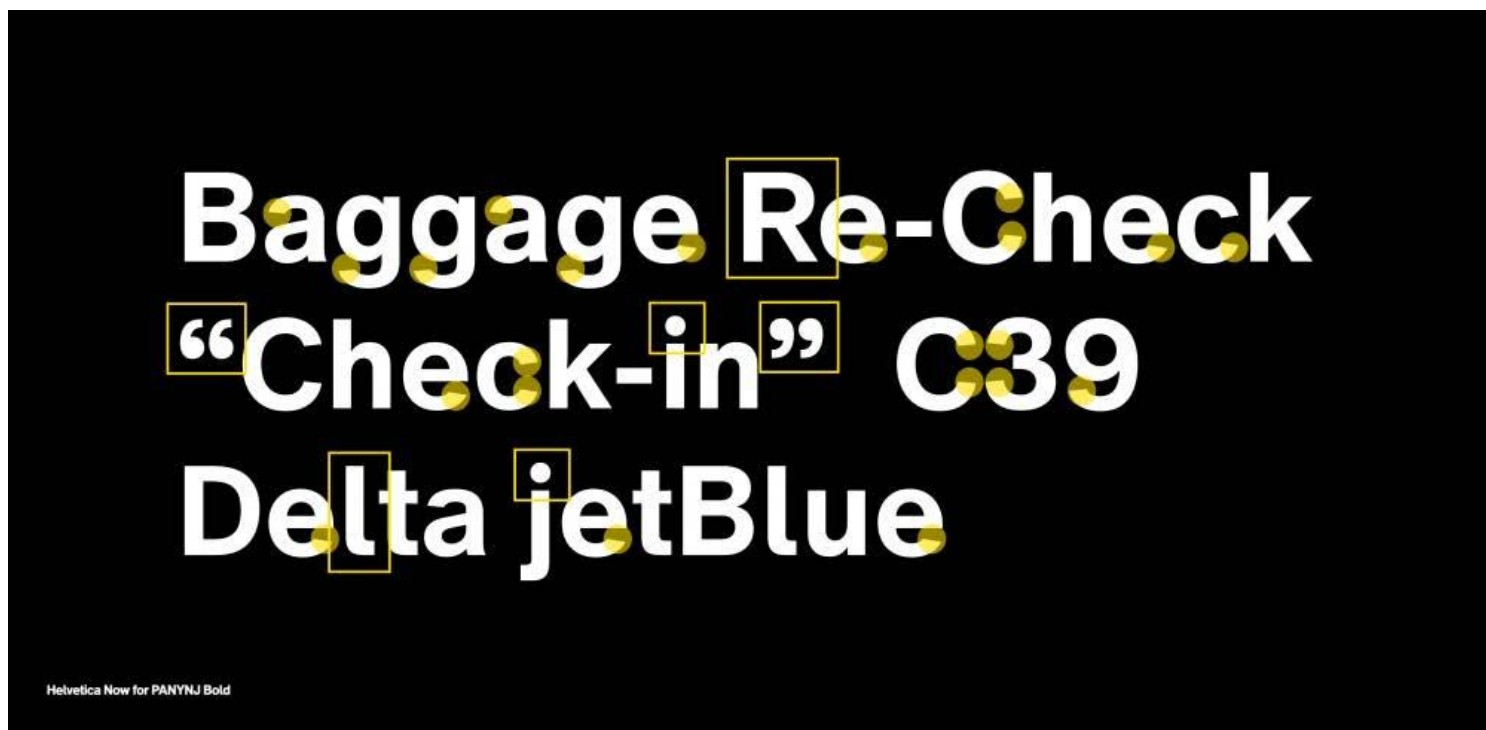 Baggage Re-Check
“Check-in” C39
Delta jetBlue
Helvetica Now for PANYNJ Bold